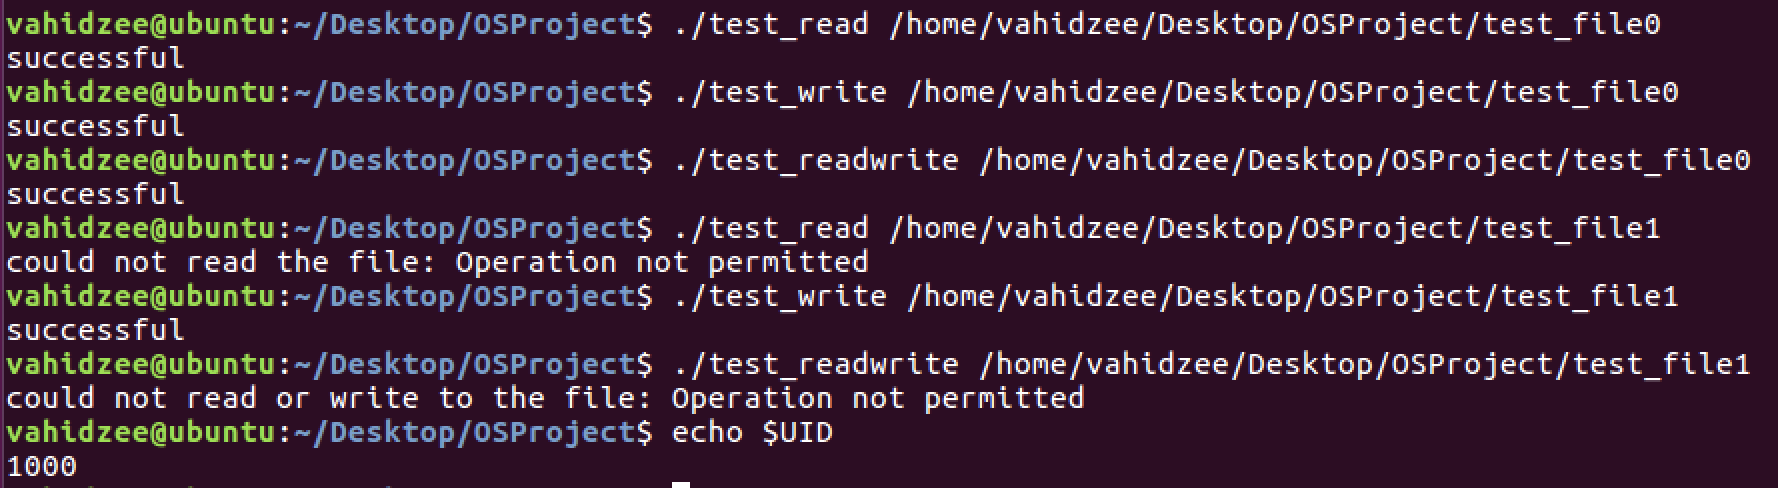 vahidzee@ubuntu:~/Desktop/OSProject$ ./test_read /home/vahidzee/Desktop/OSProject/test_file0
successful
vahidzee@ubuntu:~/Desktop/OSProject$ ./test_write /home/vahidzee/Desktop/OSProject/test_file0
successful
vahidzee@ubuntu:~/Desktop/OSProject$ ./test_readwrite /home/vahidzee/Desktop/OSProject/test_file0
successful
vahidzee@ubuntu:~/Desktop/OSProject$ ./test_read /home/vahidzee/Desktop/OSProject/test_file1
could not read the file: Operation not permitted
vahidzee@ubuntu:~/Desktop/OSProject$ ./test_write /home/vahidzee/Desktop/OSProject/test_file1
successful
vahidzee@ubuntu:~/Desktop/OSProject$ ./test_readwrite /home/vahidzee/Desktop/OSProject/test_file1
could not read or write to the file: Operation not permitted
vahidzee@ubuntu:~/Desktop/OSProject$ echo $UID
1000